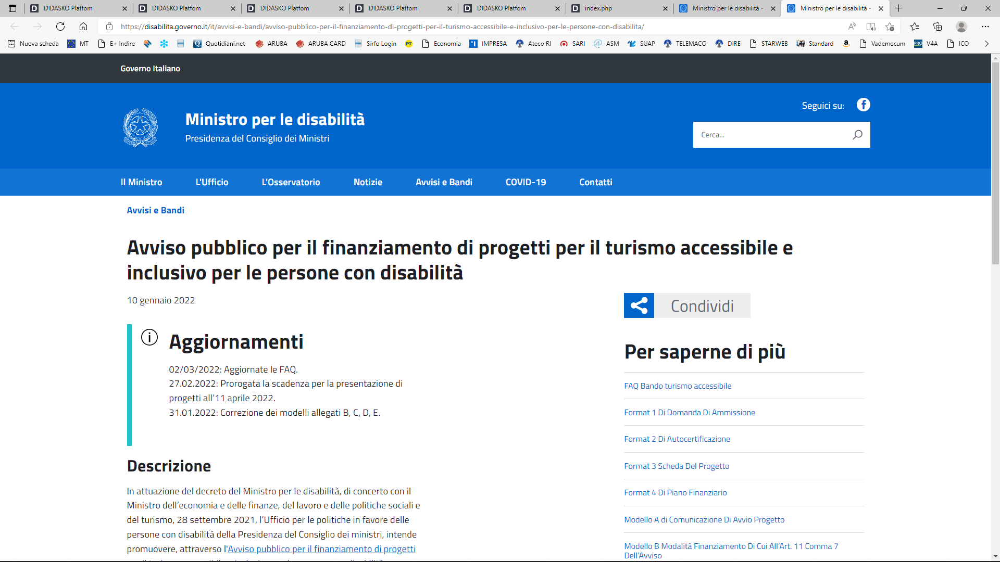 DIDASKO Platfom
DIDASKO Platfom
DIDASKO Platfom
DIDASKO Platfom
DIDASKO Platfom
index.php
Ministro per le disabilità -
Ministro per le disabilità -
https://disabilita.governo.it/it/avvisi-e-bandi/avviso-pubblico-per-il-finanziamento-di-progetti-per-il-turismo-accessibile-e-inclusivo-per-le-persone-con-disabilita/
Nuova scheda MT E+ Indire Quotidiani.net ARUBA ARUBA CARD Sirfo Login PT Economia IMPRESA Ateco RI SARI ASM SUAP TELEMACO DIRE STARWEB Standard Vademecum V4A ICO
Governo Italiano
Seguici su:
Ministro per le disabilità
Presidenza del Consiglio dei Ministri
Cerca...
Il Ministro L'Ufficio L'Osservatorio Notizie Avvisi e Bandi COVID-19 Contatti
Avvisi e Bandi
Avviso pubblico per il finanziamento di progetti per il turismo accessibile e
inclusivo per le persone con disabilità
10 gennaio 2022
Aggiornamenti
02/03/2022: Aggiornate le FAQ.
27.02.2022: Prorogata la scadenza per la presentazione di
progetti all’11 aprile 2022.
31.01.2022: Correzione dei modelli allegati B, C, D, E.
Descrizione
In attuazione del decreto del Ministro per le disabilità, di concerto con il
Ministro dell’economia e delle finanze, del lavoro e delle politiche sociali e
del turismo, 28 settembre 2021, l’Ufficio per le politiche in favore delle
persone con disabilità della Presidenza del Consiglio dei ministri, intende
promuovere, attraverso l'Avviso pubblico per il finanziamento di progetti
Condividi
Per saperne di più
FAQ Bando turismo accessibile
Format 1 Di Domanda Di Ammissione
Format 2 Di Autocertificazione
Format 3 Scheda Del Progetto
Format 4 Di Piano Finanziario
Modello A di Comunicazione Di Avvio Progetto
Modello B Modalità Finanziamento Di Cui All’Art. 11 Comma 7
Dell’Avviso